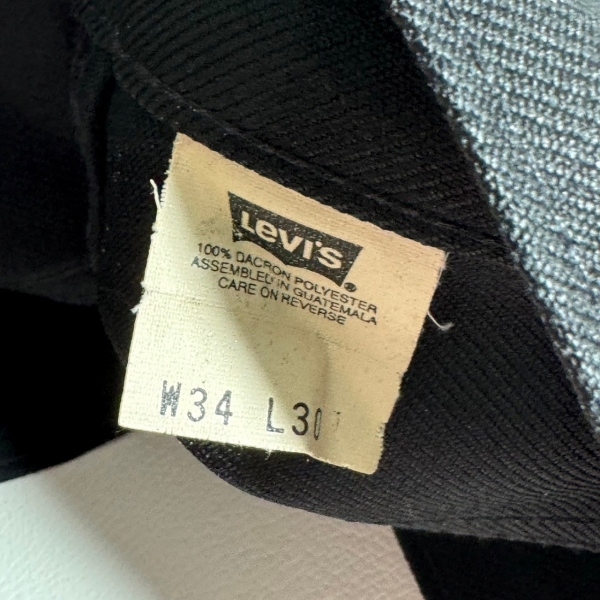 Levi's ®
100% DACRON POLYESTER
ASSEMBLED IN GUATEMALA
CARE ON REVERSE
W34 L30